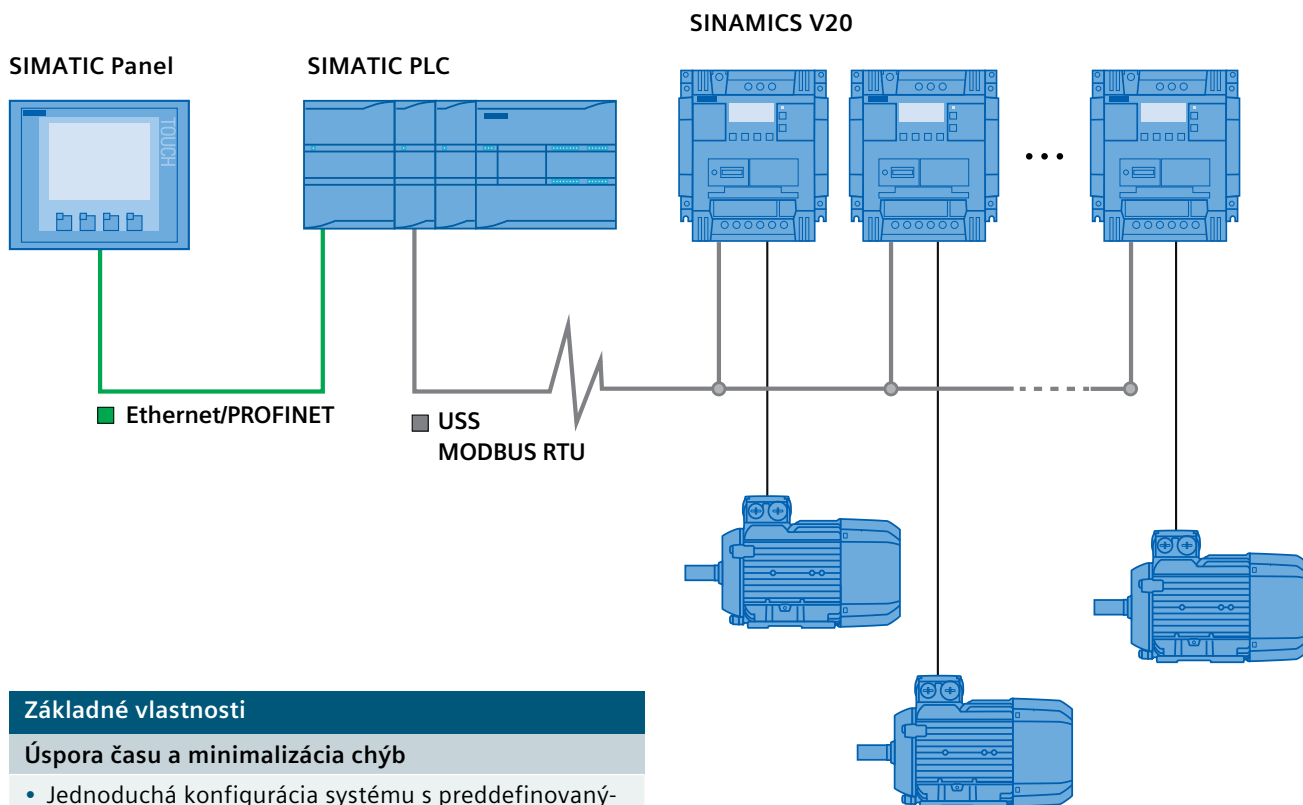 SINAMICS V20
SIMATIC Panel
SIMATIC PLC
TOUCH
...
Ethernet/PROFINET
USS
MODBUS RTU
Základné vlastnosti
Úspora času a minimalizácia chýb
• Jednoduchá konfigurácia systému s preddefinovaný-